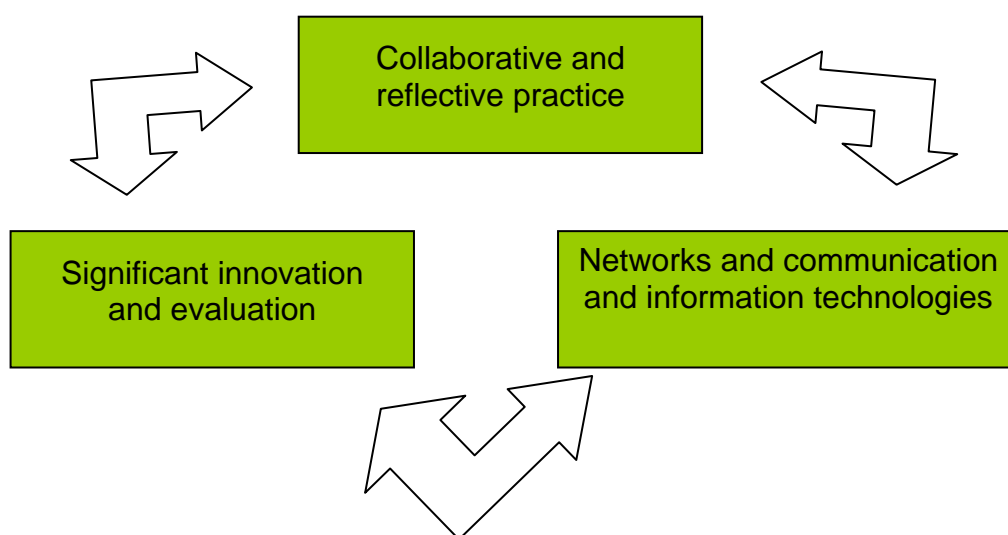 Collaborative and
reflective practice
Significant innovation
and evaluation
Networks and communication
and information technologies